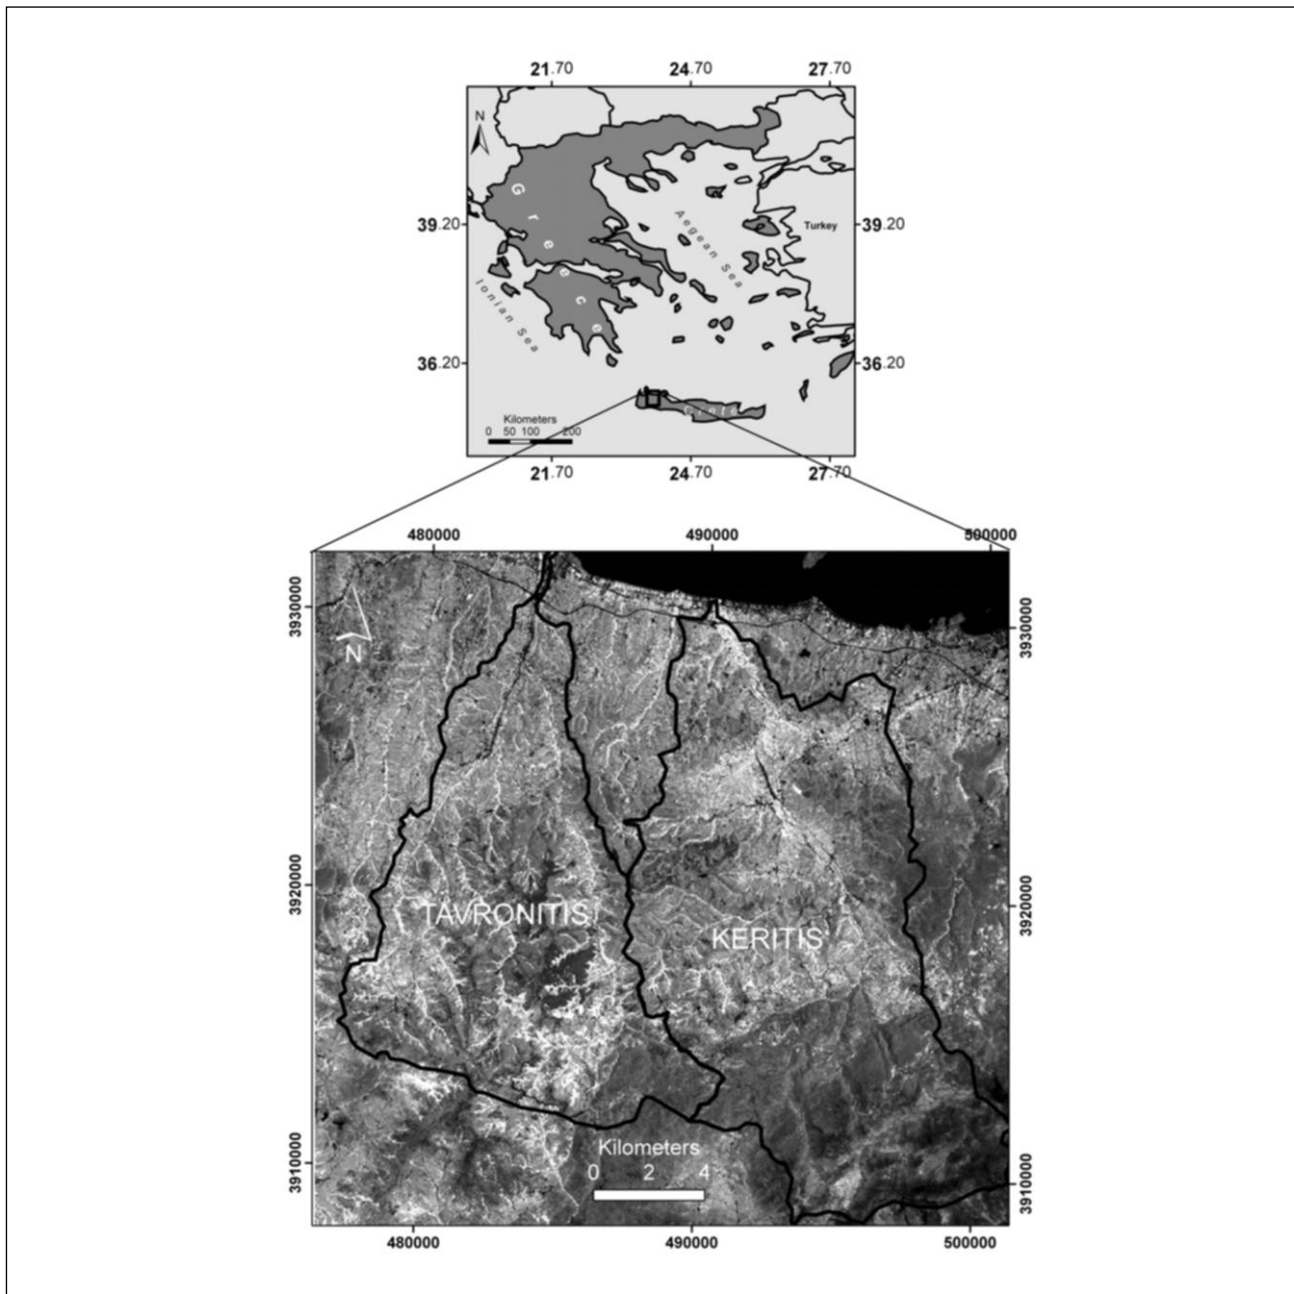 21.70 24.70 27.70
N
Greece
39.20 39.20
Aegean Sea
Turkey
Ionian Sea
36.20 36.20
Crete
Kilometers
0 50 100 200
21.70 24.70 27.70
480000 490000 500000
3930000 3930000
N
3920000 3920000
TAVRONITIS
KERITIS
Kilometers
0 2 4
3910000 3910000
480000 490000 500000